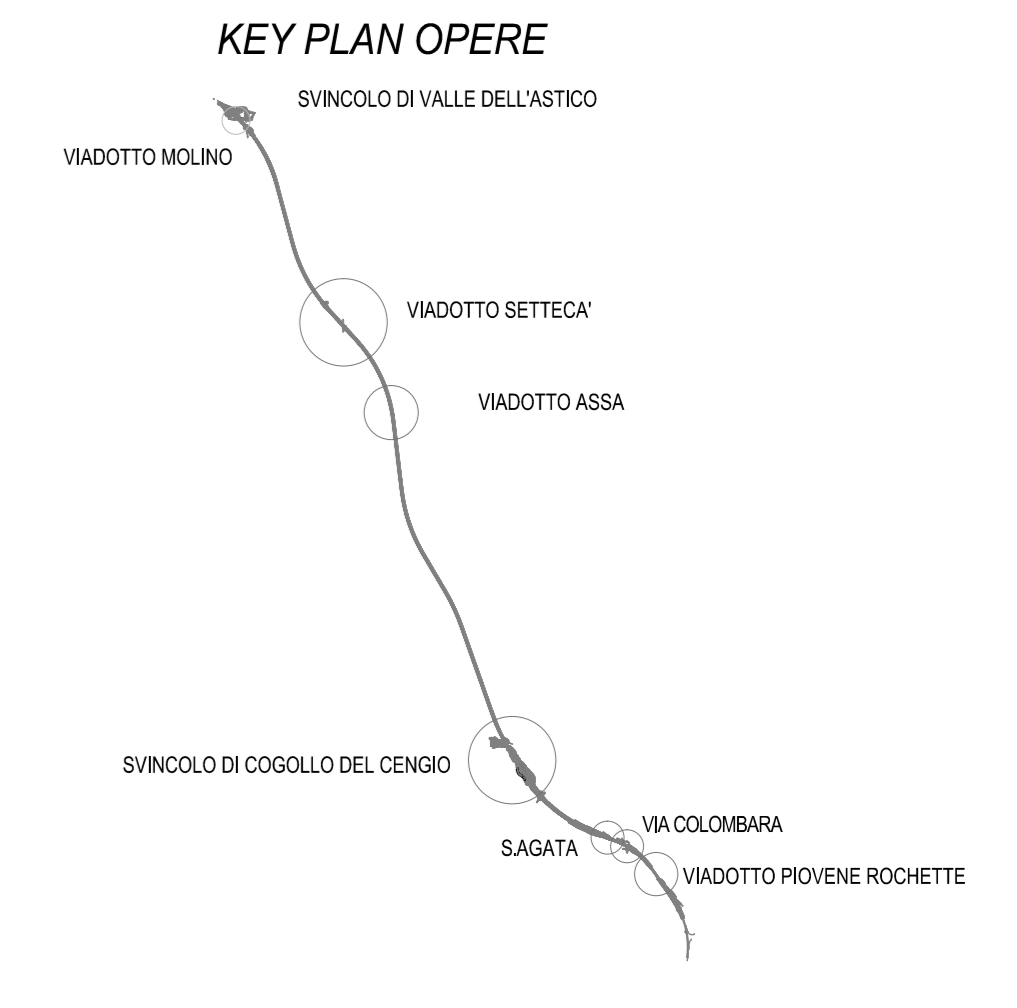 KEY PLAN OPERE
SVINCOLO DI VALLE DELL'ASTICO
VIADOTTO MOLINO
VIADOTTO SETTECA'
VIADOTTO ASSA
SVINCOLO DI COGOLLO DEL CENGIO
VIA COLOMBARA
S.AGATA
VIADOTTO PIOVENE ROCHETTE